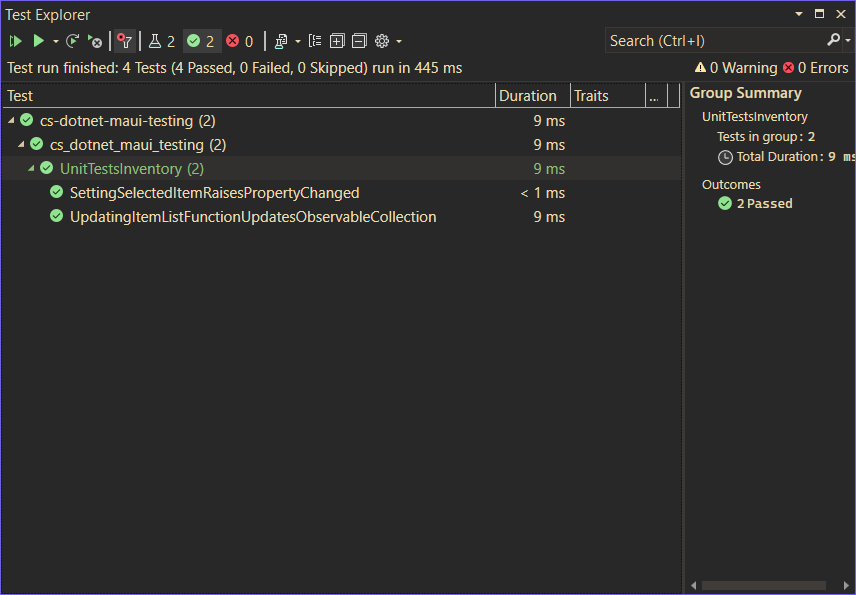 Test Explorer
2 2 0 Search (Ctrl+I)
Test run finished: 4 Tests (4 Passed, 0 Failed, 0 Skipped) run in 445 ms 0 Warning 0 Errors
Test Duration Traits ...
cs-dotnet-maui-testing (2) 9 ms
cs_dotnet_maui_testing (2) 9 ms
UnitTestsInventory (2) 9 ms
SettingSelectedItemRaisesPropertyChanged < 1 ms
UpdatingItemListFunctionUpdatesObservableCollection 9 ms
Group Summary
UnitTestsInventory
Tests in group: 2
Total Duration: 9 ms
Outcomes
2 Passed